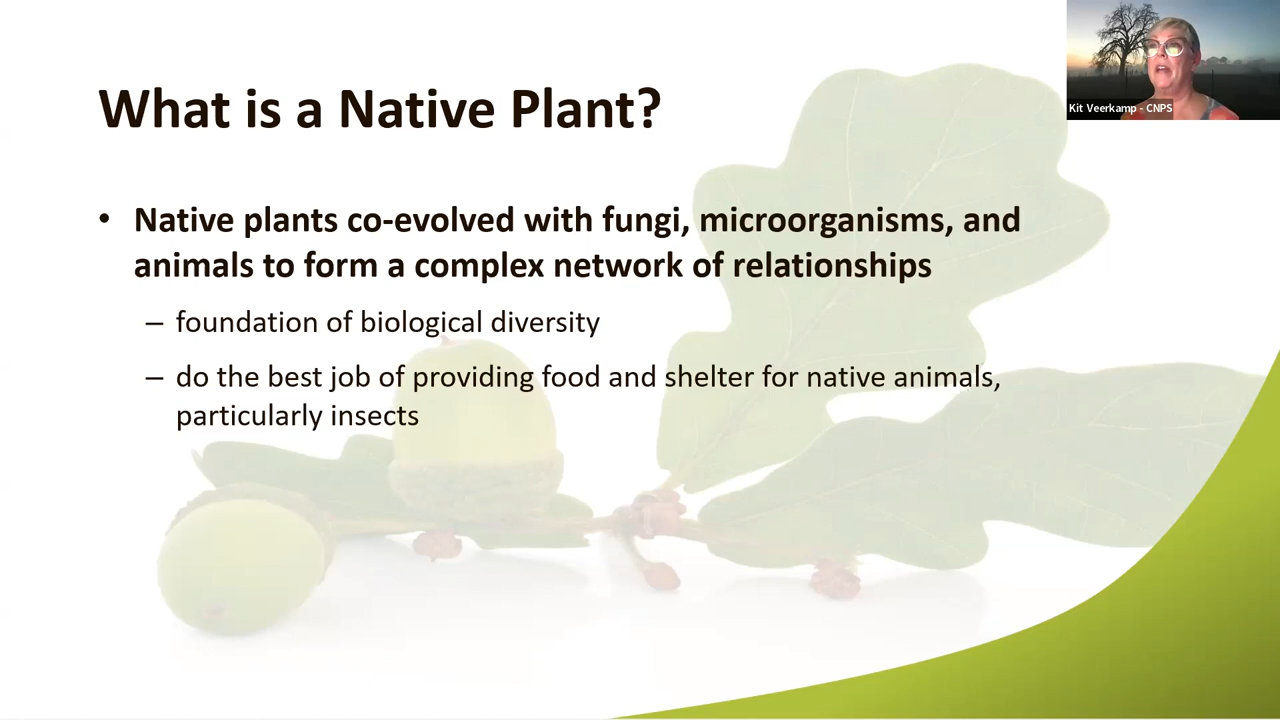 What is a Native Plant?
Kit Veerkamp - CNPS
• Native plants co-evolved with fungi, microorganisms, and
animals to form a complex network of relationships
– foundation of biological diversity
– do the best job of providing food and shelter for native animals,
particularly insects